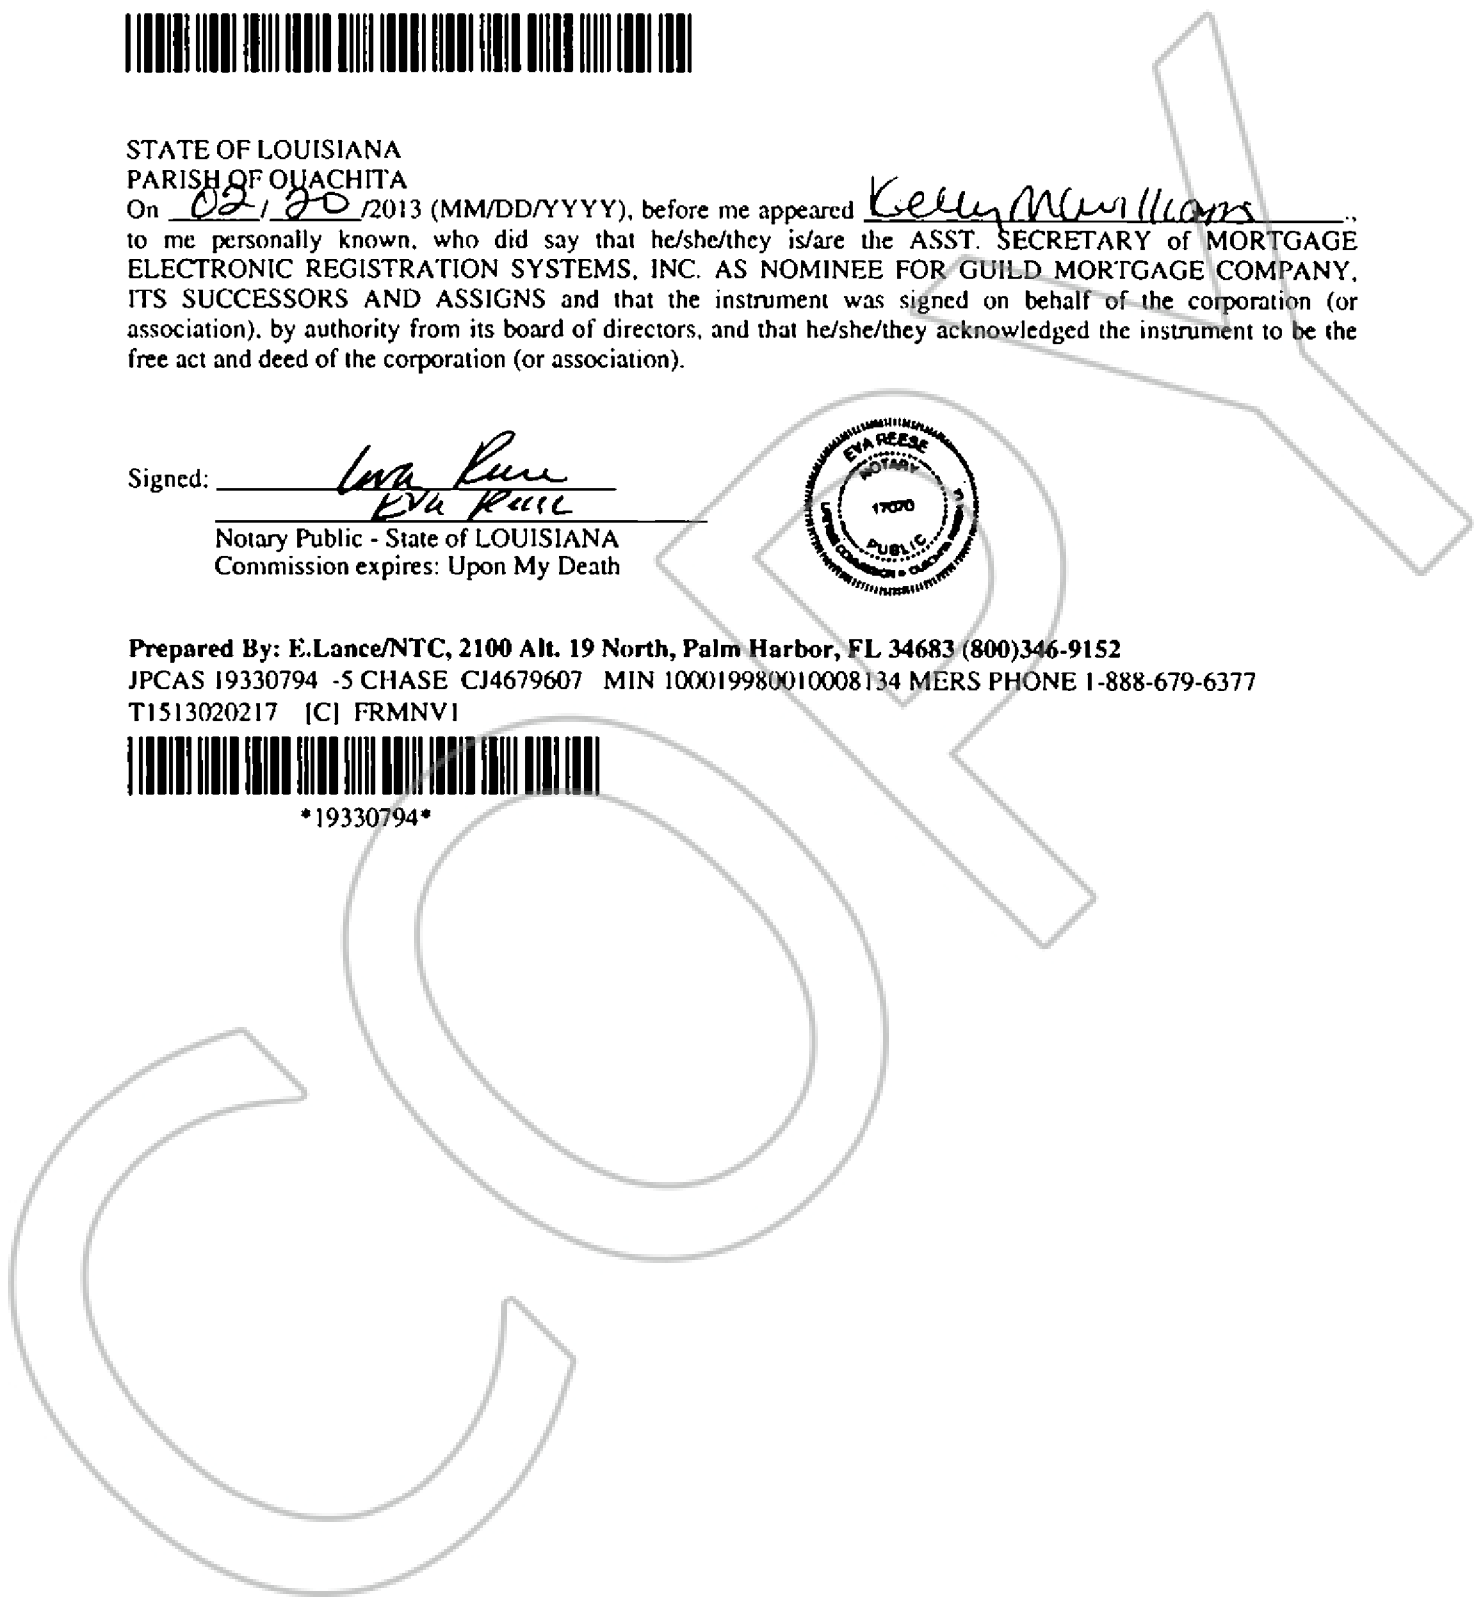 STATE OF LOUISIANA
PARISH OF OUACHITA
On 02/20/2013 (MM/DD/YYYY), before me appeared Kelly McWilliams,
to me personally known, who did say that he/she/they is/are the ASST. SECRETARY of MORTGAGE
ELECTRONIC REGISTRATION SYSTEMS, INC. AS NOMINEE FOR GUILD MORTGAGE COMPANY,
ITS SUCCESSORS AND ASSIGNS and that the instrument was signed on behalf of the corporation (or
association), by authority from its board of directors, and that he/she/they acknowledged the instrument to be the
free act and deed of the corporation (or association).
Signed: Eva Reese
Eva Reese
Notary Public - State of LOUISIANA
Commission expires: Upon My Death
EVA REESE
NOTARY
17070
PUBLIC
Prepared By: E.Lance/NTC, 2100 Alt. 19 North, Palm Harbor, FL 34683 (800)346-9152
JPCAS 19330794 -5 CHASE CJ4679607 MIN 100019980010008134 MERS PHONE 1-888-679-6377
T1513020217 [C] FRMNV1
*19330794*
COPY